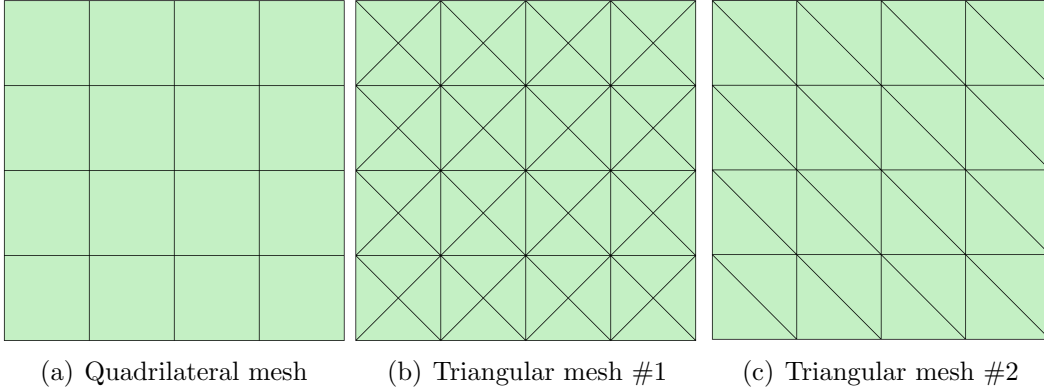 (a) Quadrilateral mesh
(b) Triangular mesh #1
(c) Triangular mesh #2